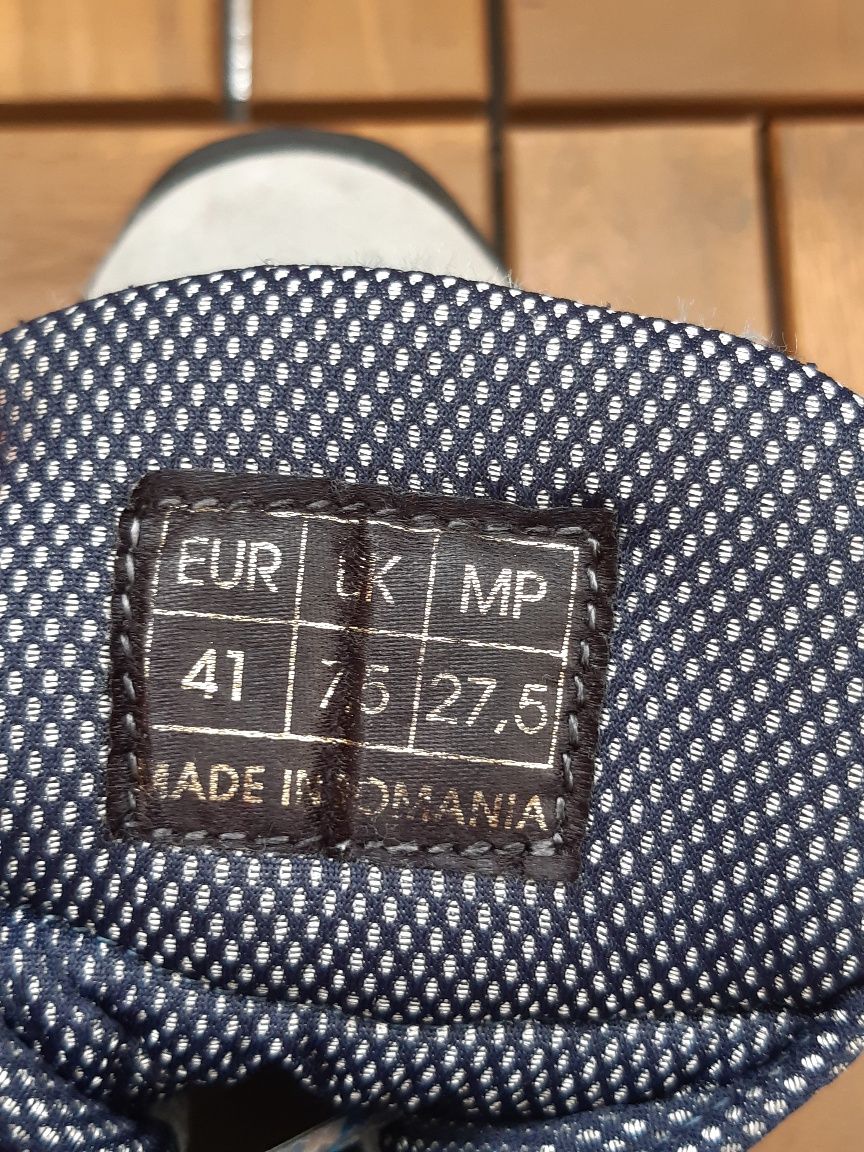 EUR UK MP
41 7,5 27,5
MADE IN ROMANIA